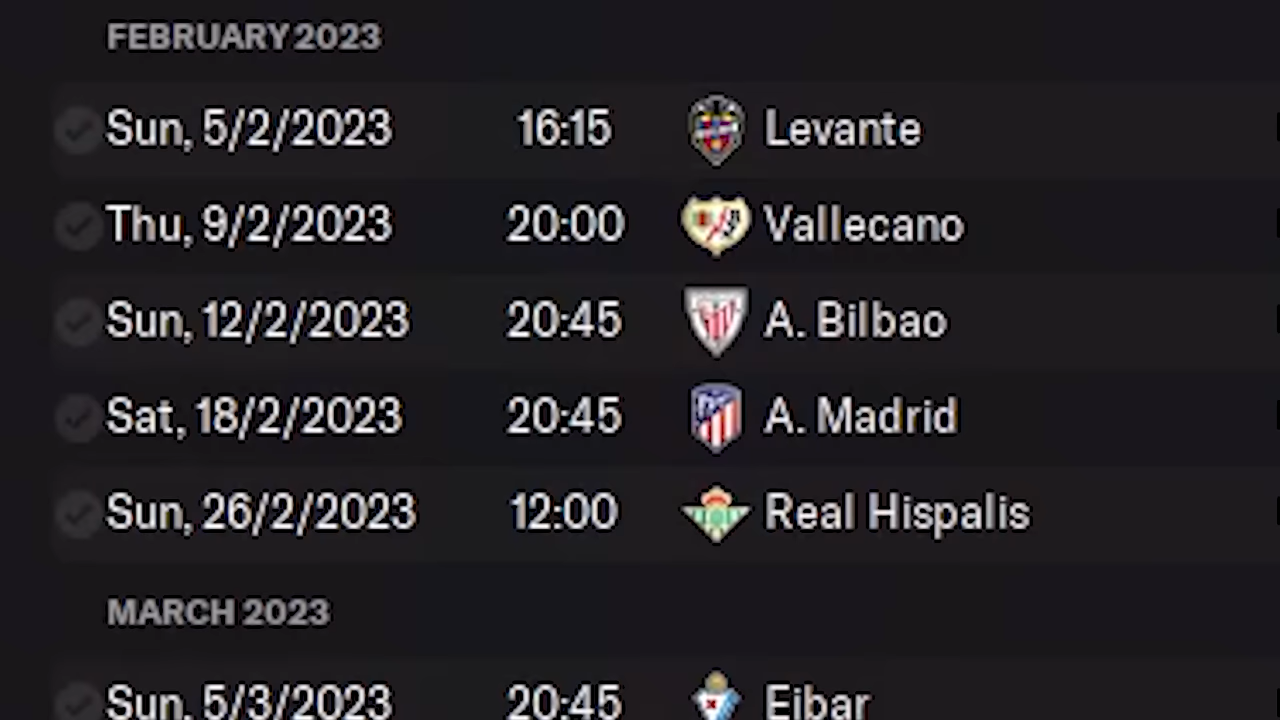 FEBRUARY 2023
Sun, 5/2/2023 16:15 Levante
Thu, 9/2/2023 20:00 Vallecano
Sun, 12/2/2023 20:45 A. Bilbao
Sat, 18/2/2023 20:45 A. Madrid
Sun, 26/2/2023 12:00 Real Hispalis
MARCH 2023
Sun, 5/3/2023 20:45 Eibar